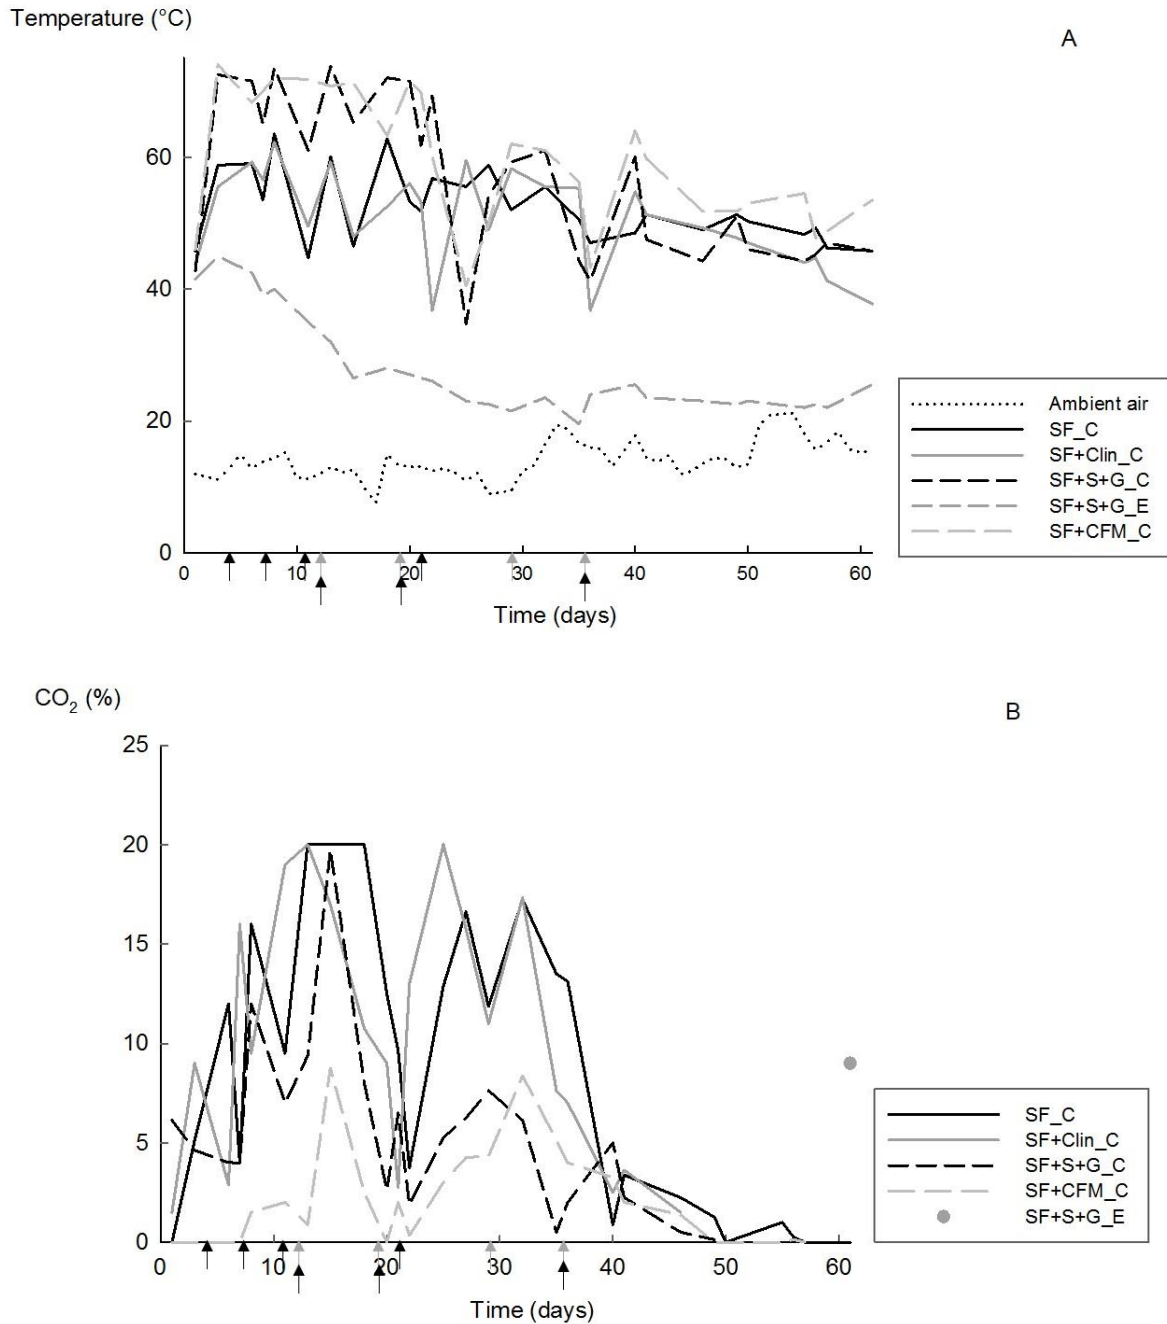 Temperature (°C)
A
60
40
20
0
0 10 20 30 40 50 60
Time (days)
Ambient air
SF_C
SF+Clin_C
SF+S+G_C
SF+S+G_E
SF+CFM_C
CO₂ (%)
B
25
20
15
10
5
0
0 10 20 30 40 50 60
Time (days)
SF_C
SF+Clin_C
SF+S+G_C
SF+CFM_C
SF+S+G_E